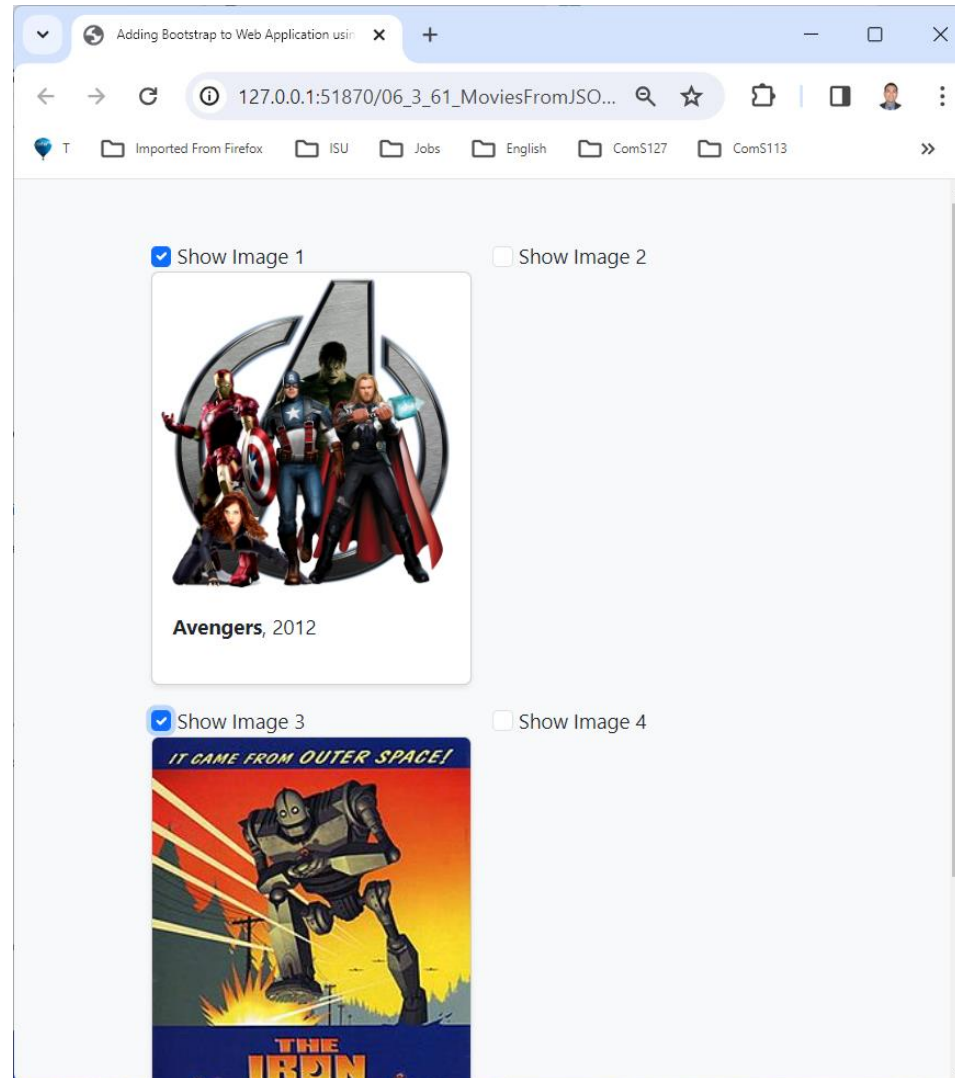 Adding Bootstrap to Web Application usin
127.0.0.1:51870/06_3_61_MoviesFromJSO...
T Imported From Firefox ISU Jobs English ComS127 ComS113
Show Image 1 Show Image 2
Avengers, 2012
Show Image 3 Show Image 4
IT CAME FROM OUTER SPACE!
THE
IRON